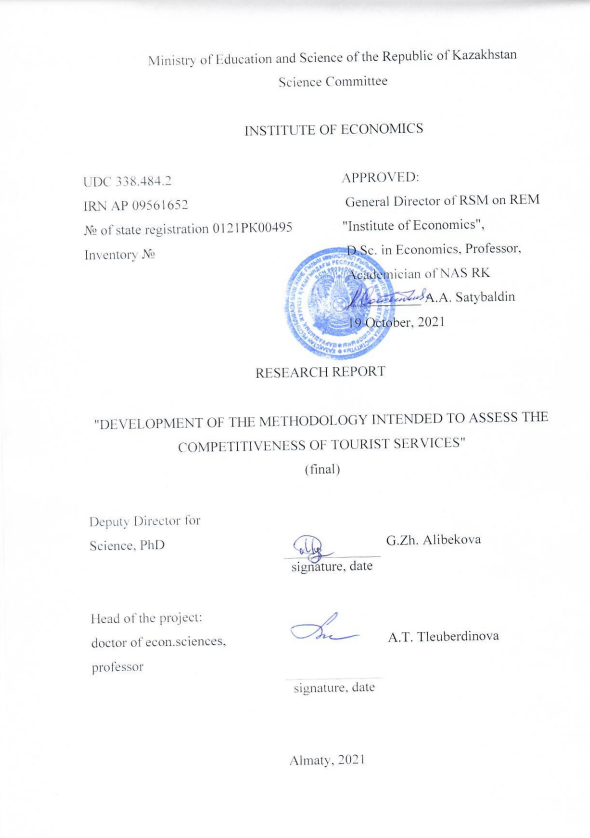 Ministry of Education and Science of the Republic of Kazakhstan
Science Committee
INSTITUTE OF ECONOMICS
UDC 338.484.2
IRN AP 09561652
№ of state registration 0121РК00495
Inventory №
APPROVED:
General Director of RSM on REM
"Institute of Economics",
D.Sc. in Economics, Professor,
Academician of NAS RK
A.A. Satybaldin
19 October, 2021
RESEARCH REPORT
"DEVELOPMENT OF THE METHODOLOGY INTENDED TO ASSESS THE
COMPETITIVENESS OF TOURIST SERVICES"
(final)
Deputy Director for
Science, PhD
G.Zh. Alibekova
signature, date
Head of the project:
doctor of econ.sciences,
professor
A.T. Tleuberdinova
signature, date
Almaty, 2021